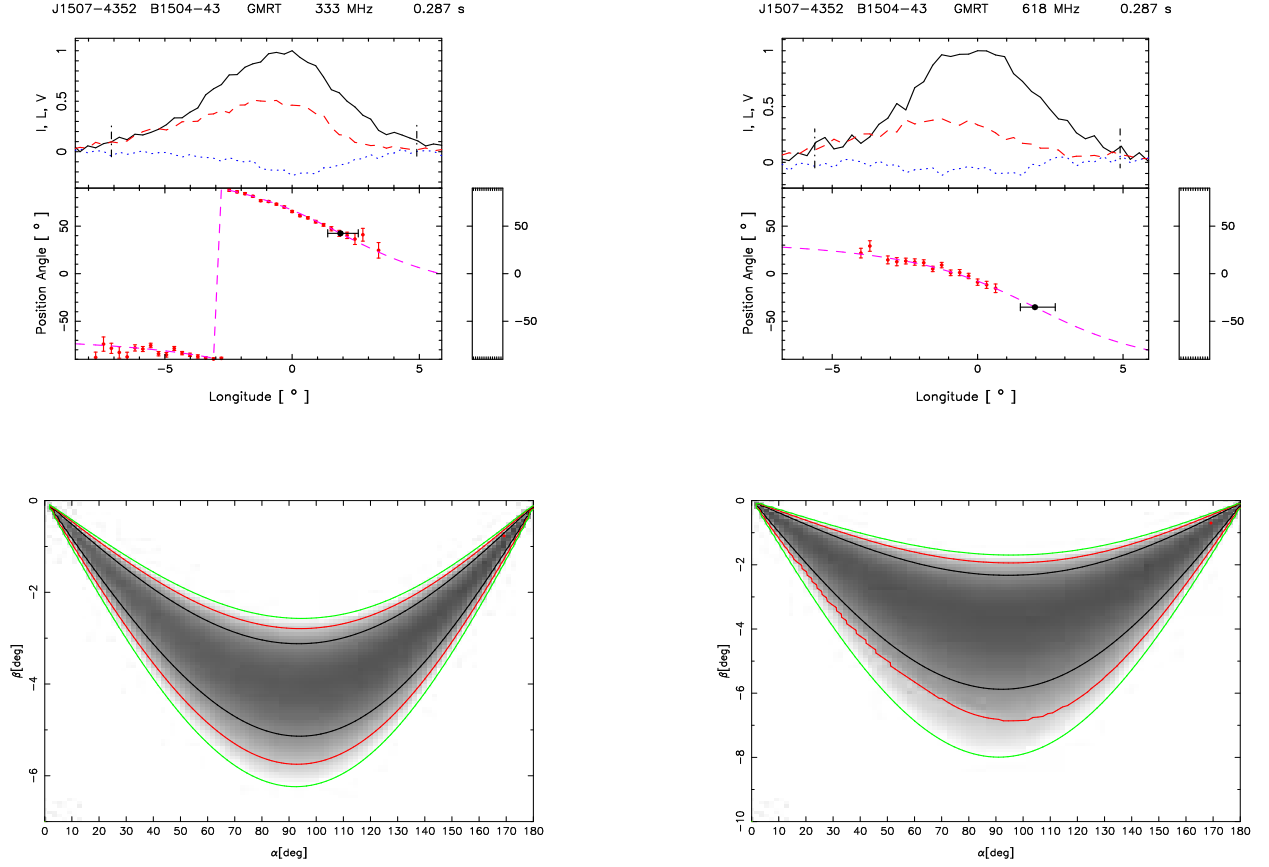 J1507-4352 B1504-43 GMRT 333 MHz 0.287 s
I, L, V
1
0.5
0
Position Angle [ ° ]
50
0
-50
50
0
-50
-5 0 5
Longitude [ ° ]
J1507-4352 B1504-43 GMRT 618 MHz 0.287 s
I, L, V
1
0.5
0
Position Angle [ ° ]
50
0
-50
50
0
-50
-5 0 5
Longitude [ ° ]
β[deg]
0
-2
-4
-6
0 10 20 30 40 50 60 70 80 90 100 110 120 130 140 150 160 170 180
α[deg]
β[deg]
0
-2
-4
-6
-8
-10
0 10 20 30 40 50 60 70 80 90 100 110 120 130 140 150 160 170 180
α[deg]